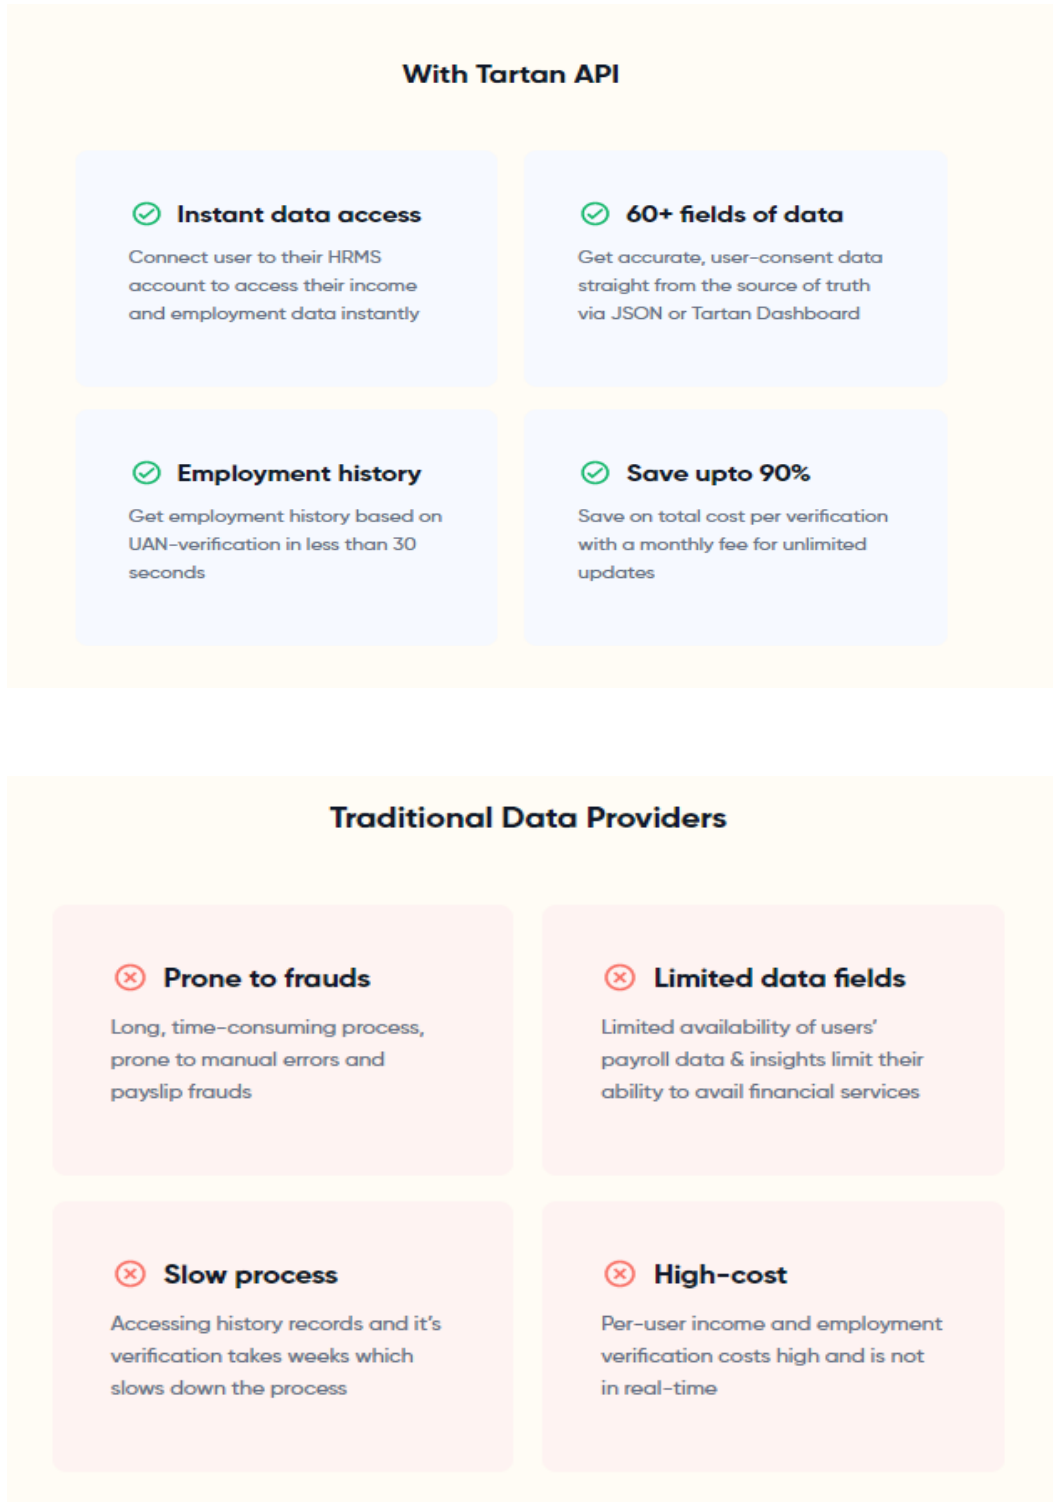 With Tartan API
Instant data access
Connect user to their HRMS
account to access their income
and employment data instantly
60+ fields of data
Get accurate, user-consent data
straight from the source of truth
via JSON or Tartan Dashboard
Employment history
Get employment history based on
UAN-verification in less than 30
seconds
Save upto 90%
Save on total cost per verification
with a monthly fee for unlimited
updates
Traditional Data Providers
Prone to frauds
Long, time-consuming process,
prone to manual errors and
payslip frauds
Limited data fields
Limited availability of users’
payroll data & insights limit their
ability to avail financial services
Slow process
Accessing history records and it’s
verification takes weeks which
slows down the process
High-cost
Per-user income and employment
verification costs high and is not
in real-time